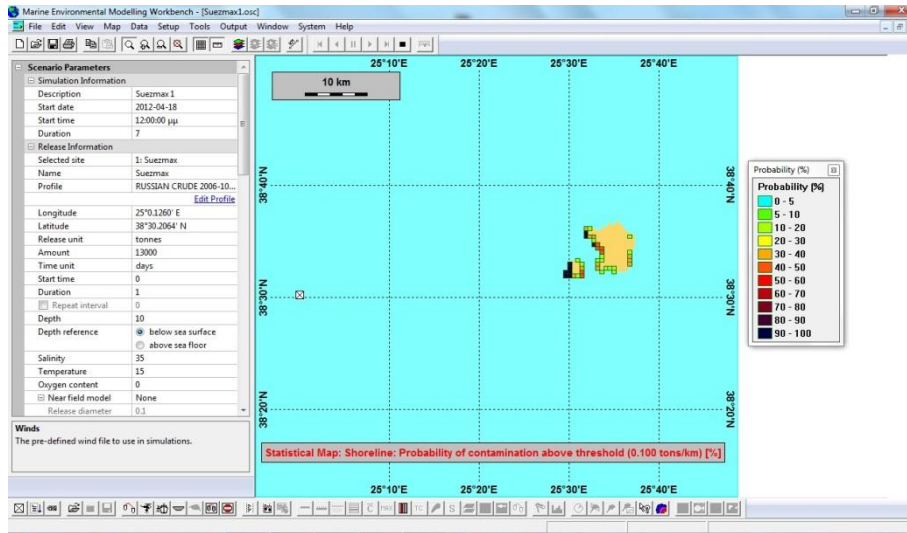 Marine Environmental Modelling Workbench - [Suezmax1.osc]
File Edit View Map Data Setup Tools Output Window System Help
Scenario Parameters
Simulation Information
Description Suezmax 1
Start date 2012-04-18
Start time 12:00:00 μμ
Duration 7
Release Information
Selected site 1: Suezmax
Name Suezmax
Profile RUSSIAN CRUDE 2006-10...
Edit Profile
Longitude 25°0.1260' E
Latitude 38°30.2064' N
Release unit tonnes
Amount 13000
Time unit days
Start time 0
Duration 1
Repeat interval 0
Depth 10
Depth reference below sea surface
above sea floor
Salinity 35
Temperature 15
Oxygen content 0
Near field model None
Release diameter 0.1
Winds
The pre-defined wind file to use in simulations.
25°10'E 25°20'E 25°30'E 25°40'E
10 km
38°40'N 38°40'N
38°30'N 38°30'N
38°20'N 38°20'N
Statistical Map: Shoreline: Probability of contamination above threshold (0.100 tons/km) [%]
25°10'E 25°20'E 25°30'E 25°40'E
Probability (%)
Probability (%)
0 - 5
5 - 10
10 - 20
20 - 30
30 - 40
40 - 50
50 - 60
60 - 70
70 - 80
80 - 90
90 - 100